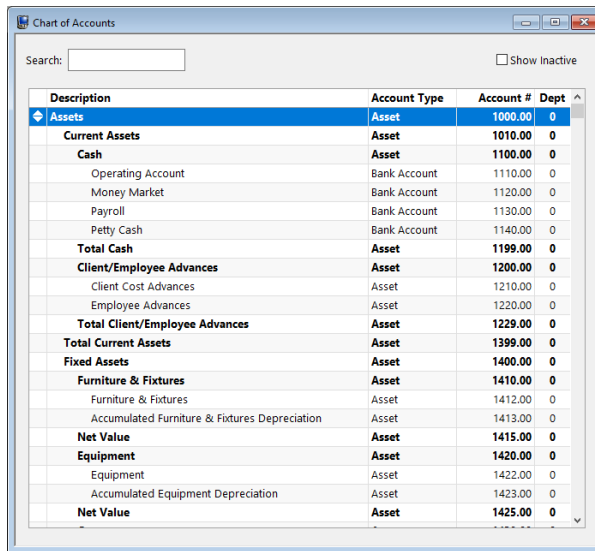 Chart of Accounts
Search: Show Inactive
Description Account Type Account # Dept
Assets Asset 1000.00 0
Current Assets Asset 1010.00 0
Cash Asset 1100.00 0
Operating Account Bank Account 1110.00 0
Money Market Bank Account 1120.00 0
Payroll Bank Account 1130.00 0
Petty Cash Bank Account 1140.00 0
Total Cash Asset 1199.00 0
Client/Employee Advances Asset 1200.00 0
Client Cost Advances Asset 1210.00 0
Employee Advances Asset 1220.00 0
Total Client/Employee Advances Asset 1229.00 0
Total Current Assets Asset 1399.00 0
Fixed Assets Asset 1400.00 0
Furniture & Fixtures Asset 1410.00 0
Furniture & Fixtures Asset 1412.00 0
Accumulated Furniture & Fixtures Depreciation Asset 1413.00 0
Net Value Asset 1415.00 0
Equipment Asset 1420.00 0
Equipment Asset 1422.00 0
Accumulated Equipment Depreciation Asset 1423.00 0
Net Value Asset 1425.00 0